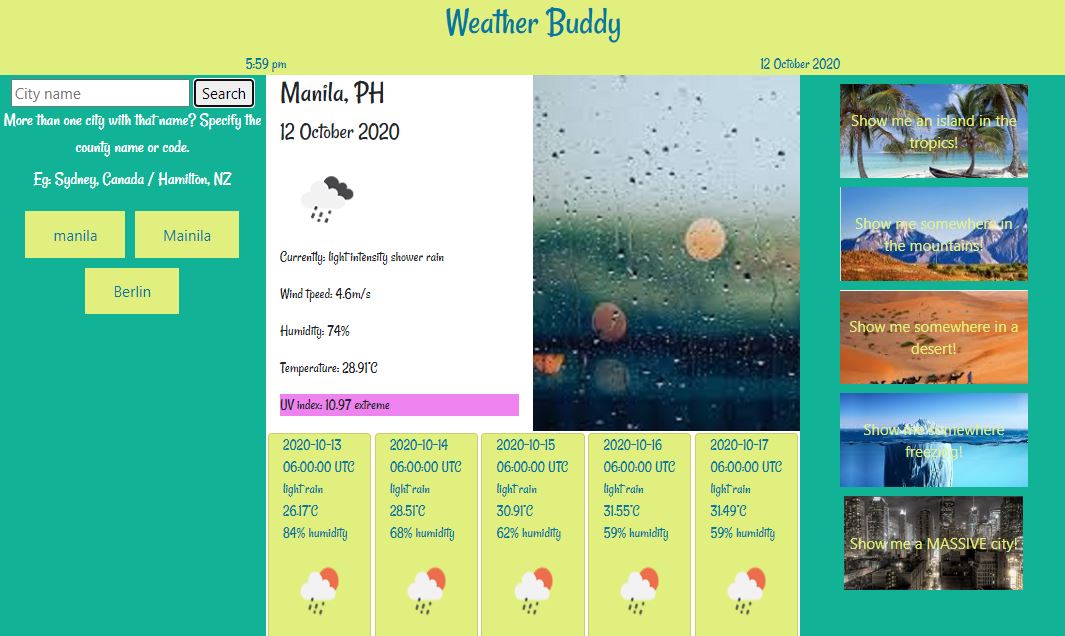 Weather Buddy
5:59 pm
12 October 2020
City name
Search
More than one city with that name? Specify the
county name or code.
Eg: Sydney, Canada / Hamilton, NZ
manila
Mainila
Berlin
Manila, PH
12 October 2020
Currently: light intensity shower rain
Wind speed: 4.6m/s
Humidity: 74%
Temperature: 28.91°C
UV index: 10.97 extreme
2020-10-13
06:00:00 UTC
light rain
26.17°C
84% humidity
2020-10-14
06:00:00 UTC
light rain
28.51°C
68% humidity
2020-10-15
06:00:00 UTC
light rain
30.91°C
62% humidity
2020-10-16
06:00:00 UTC
light rain
31.55°C
59% humidity
2020-10-17
06:00:00 UTC
light rain
31.49°C
59% humidity
Show me an island in the
tropics!
Show me somewhere in
the mountains!
Show me somewhere in a
desert!
Show me somewhere
freezing!
Show me a MASSIVE city!